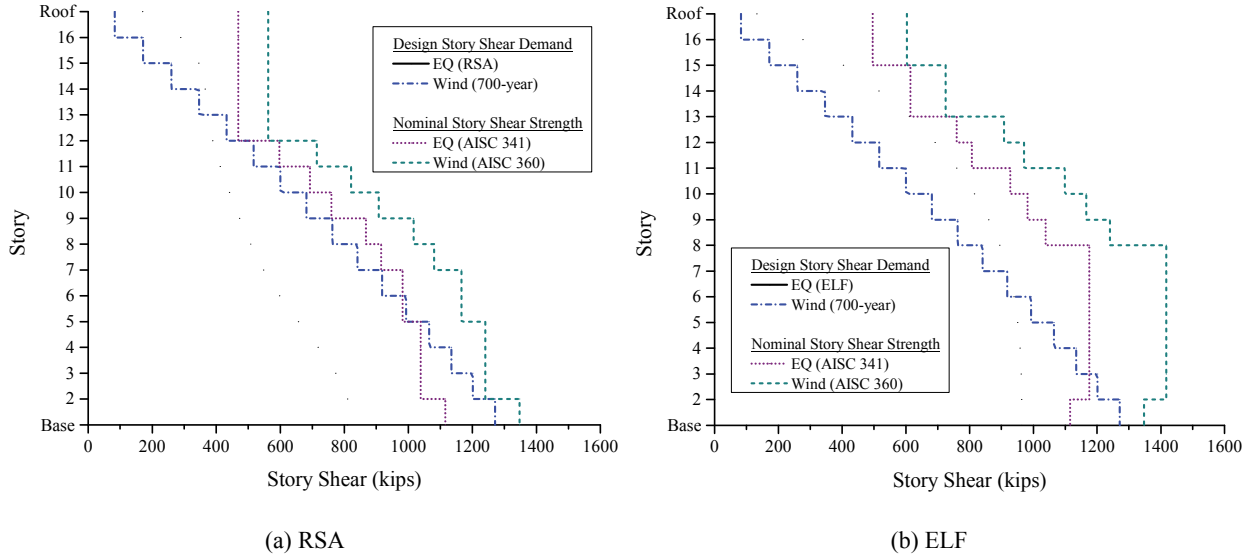 Roof
16
15
14
13
12
11
10
9
8
7
6
5
4
3
2
Base
Story
0 200 400 600 800 1000 1200 1400 1600
Story Shear (kips)
Design Story Shear Demand
EQ (RSA)
Wind (700-year)
Nominal Story Shear Strength
EQ (AISC 341)
Wind (AISC 360)
(a) RSA
Roof
16
15
14
13
12
11
10
9
8
7
6
5
4
3
2
Base
Story
0 200 400 600 800 1000 1200 1400 1600
Story Shear (kips)
Design Story Shear Demand
EQ (ELF)
Wind (700-year)
Nominal Story Shear Strength
EQ (AISC 341)
Wind (AISC 360)
(b) ELF